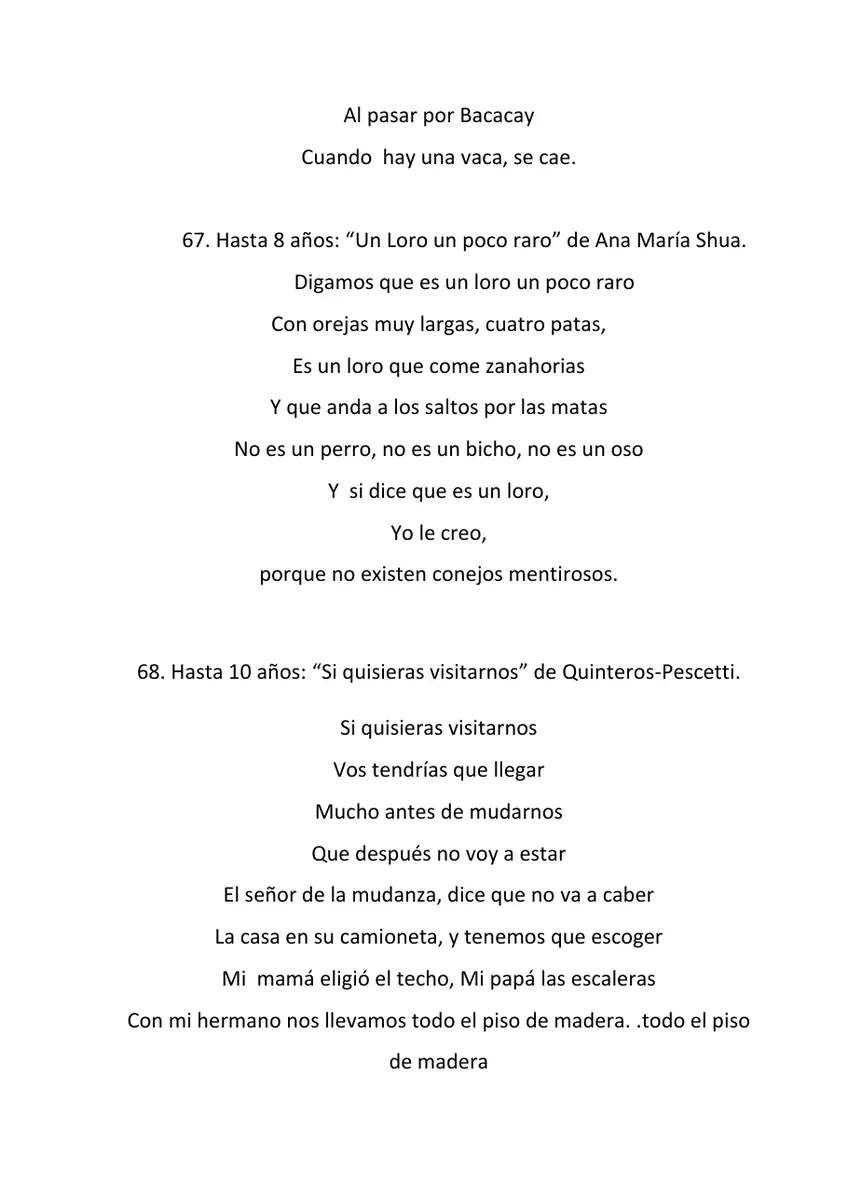 Al pasar por Bacacay
Cuando  hay una vaca, se cae.
67. Hasta 8 años: “Un Loro un poco raro” de Ana María Shua.
Digamos que es un loro un poco raro
Con orejas muy largas, cuatro patas,
Es un loro que come zanahorias
Y que anda a los saltos por las matas
No es un perro, no es un bicho, no es un oso
Y  si dice que es un loro,
Yo le creo,
porque no existen conejos mentirosos.
68. Hasta 10 años: “Si quisieras visitarnos” de Quinteros-Pescetti.
Si quisieras visitarnos
Vos tendrías que llegar
Mucho antes de mudarnos
Que después no voy a estar
El señor de la mudanza, dice que no va a caber
La casa en su camioneta, y tenemos que escoger
Mi  mamá eligió el techo, Mi papá las escaleras
Con mi hermano nos llevamos todo el piso de madera. .todo el piso
de madera